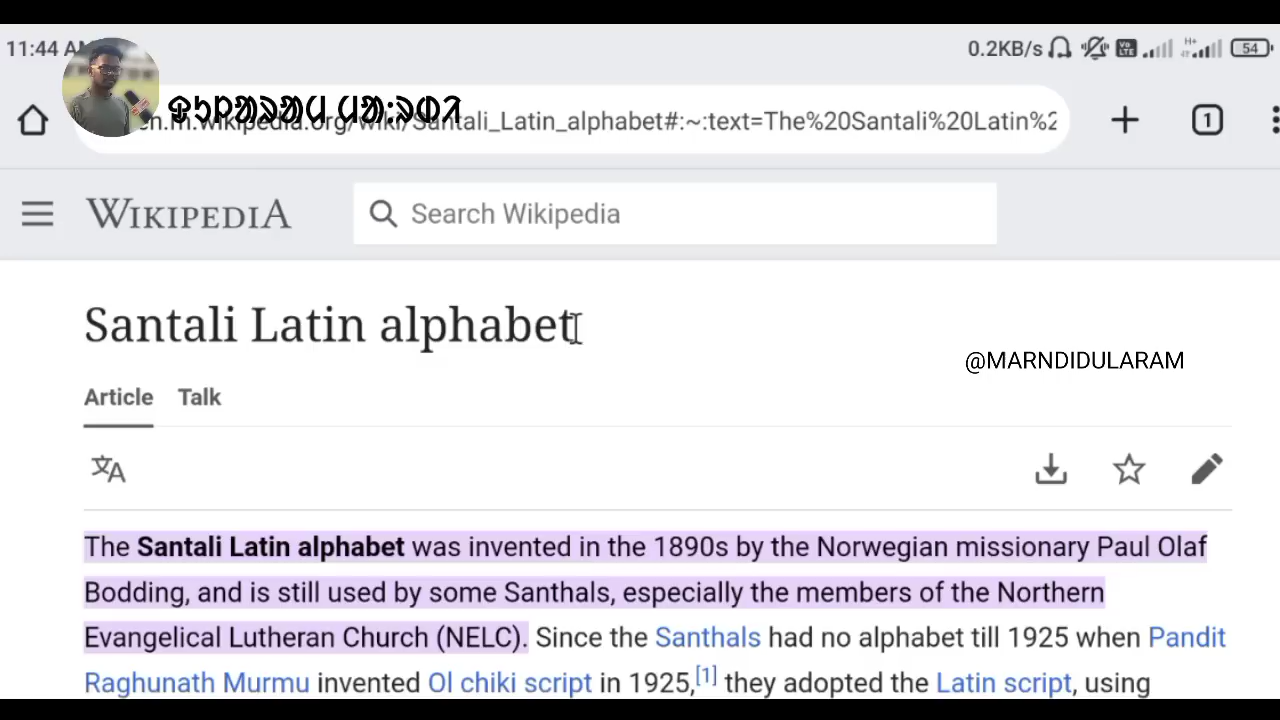 11:44 AM
0.2KB/s
Vo LTE
H+
54
en.m.wikipedia.org/wiki/Santali_Latin_alphabet#:~:text=The%20Santali%20Latin%2
1
WIKIPEDIA
Search Wikipedia
Santali Latin alphabet
@MARNDIDULARAM
Article Talk
The Santali Latin alphabet was invented in the 1890s by the Norwegian missionary Paul Olaf
Bodding, and is still used by some Santhals, especially the members of the Northern
Evangelical Lutheran Church (NELC). Since the Santhals had no alphabet till 1925 when Pandit
Raghunath Murmu invented Ol chiki script in 1925,[1] they adopted the Latin script, using